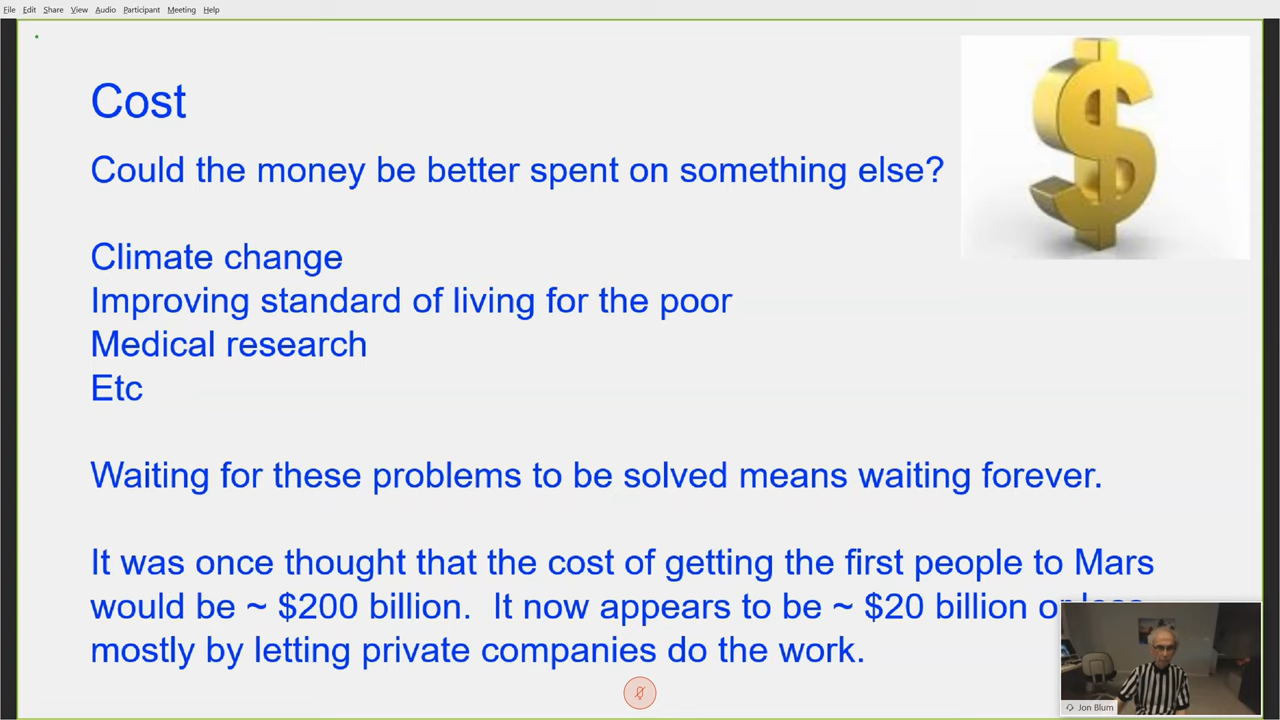 File Edit Share View Audio Participant Meeting Help
Cost
Could the money be better spent on something else?
Climate change
Improving standard of living for the poor
Medical research
Etc
Waiting for these problems to be solved means waiting forever.
It was once thought that the cost of getting the first people to Mars
would be ~ $200 billion. It now appears to be ~ $20 billion or
mostly by letting private companies do the work.
Jon Blum